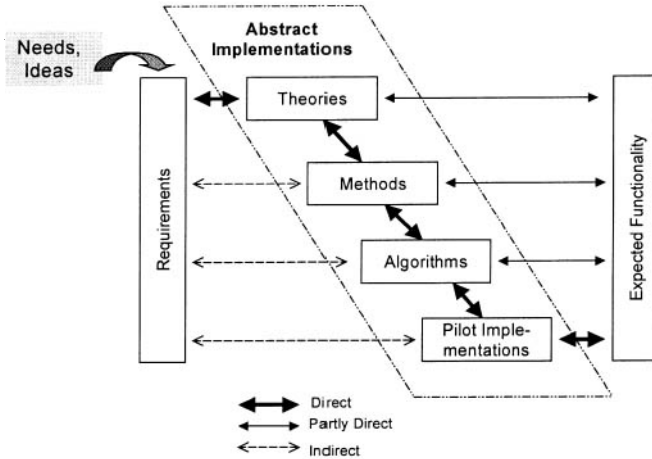 Abstract
Implementations
Needs,
Ideas
Theories
Methods
Algorithms
Pilot Imple-
mentations
Requirements
Expected Functionality
Direct
Partly Direct
Indirect